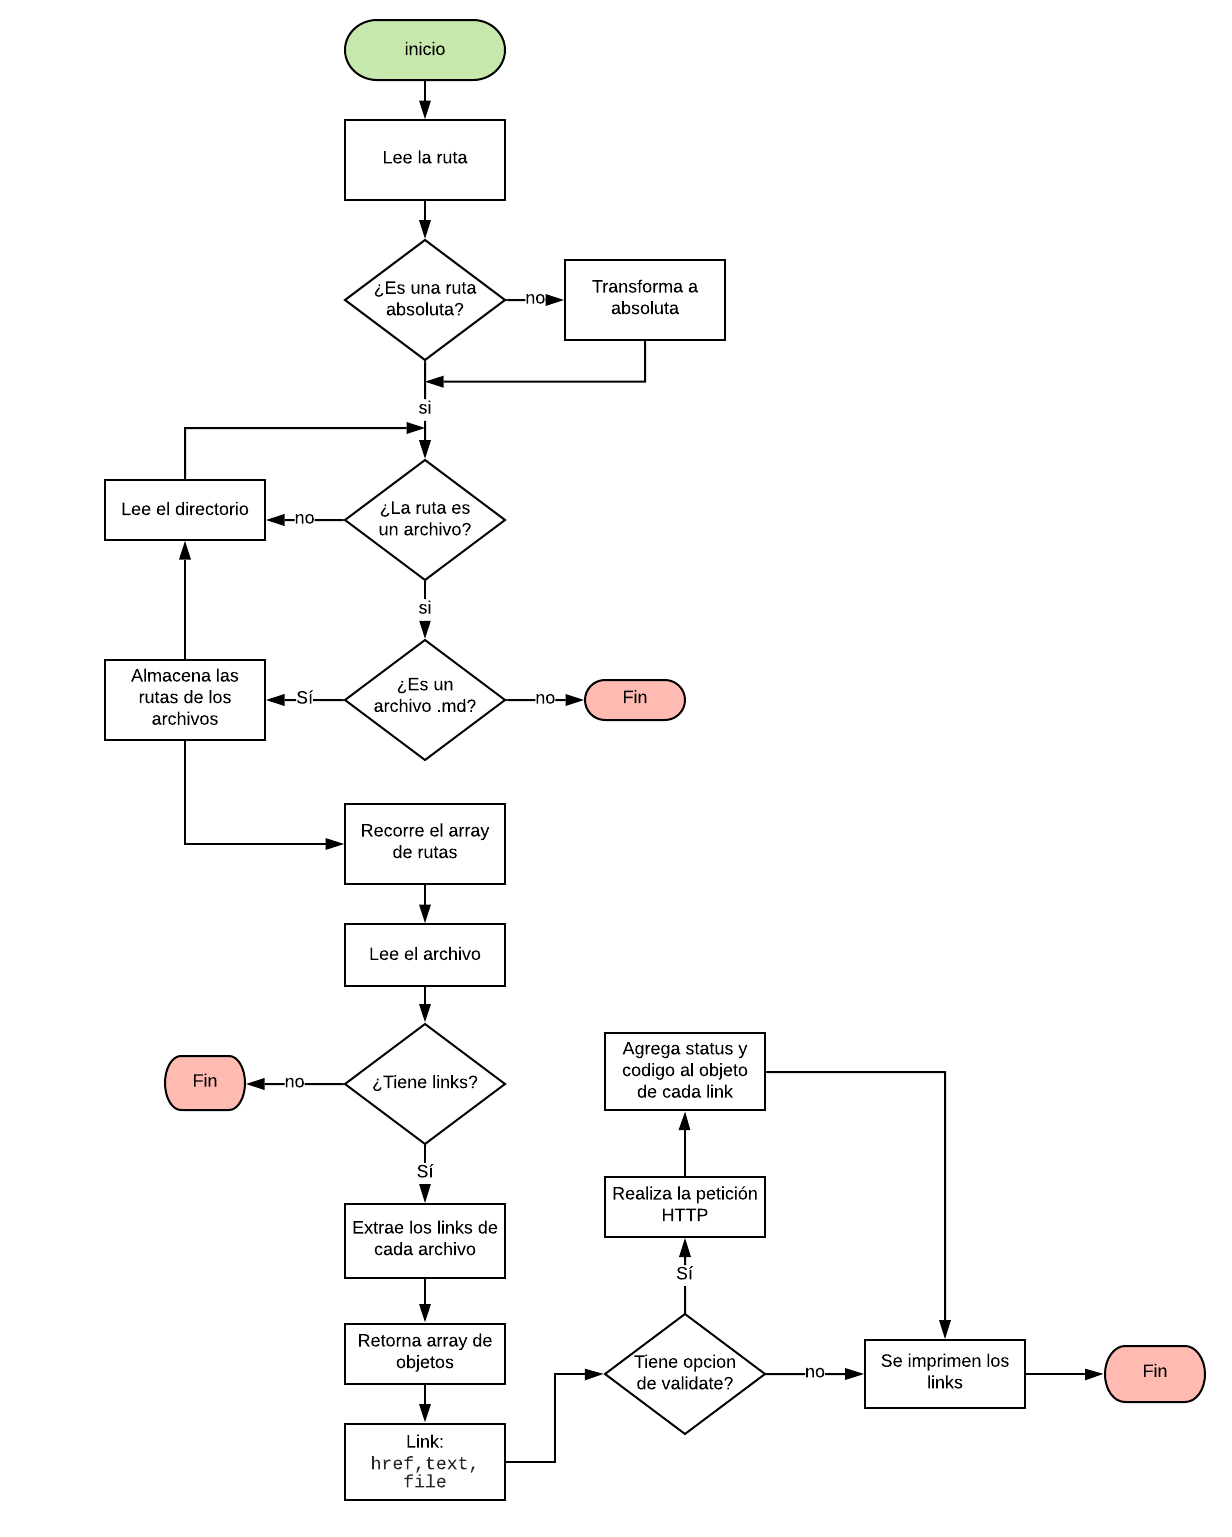 inicio
Lee la ruta
¿Es una ruta
absoluta?
no
Transforma a
absoluta
si
Lee el directorio
no
¿La ruta es
un archivo?
si
Almacena las
rutas de los
archivos
Sí
¿Es un
archivo .md?
no
Fin
Recorre el array
de rutas
Lee el archivo
Fin
no
¿Tiene links?
Sí
Extrae los links de
cada archivo
Retorna array de
objetos
Link:
href,text,
file
Agrega status y
codigo al objeto
de cada link
Realiza la petición
HTTP
Sí
Tiene opcion
de validate?
no
Se imprimen los
links
Fin